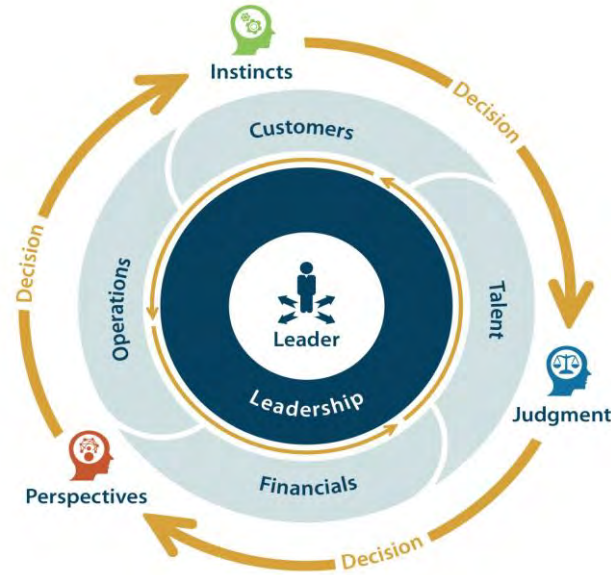 Instincts
Decision
Customers
Operations
Decision
Talent
Leader
Leadership
Judgment
Perspectives
Financials
Decision